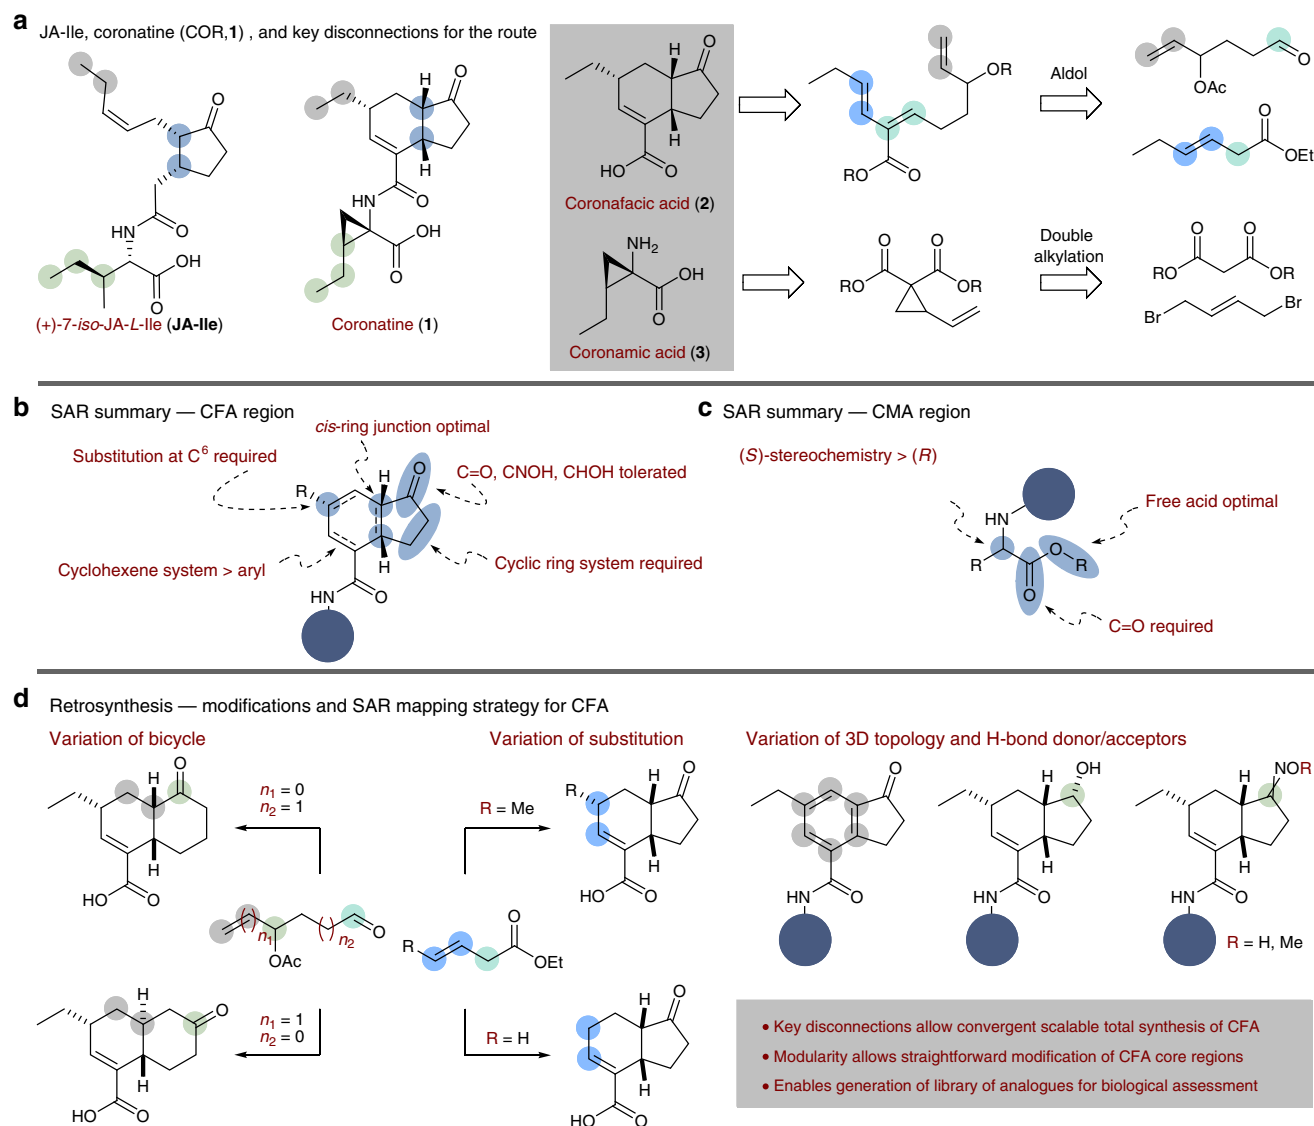 a
JA-Ile, coronatine (COR,1) , and key disconnections for the route
O
O
HN
O
OH
O
(+)-7-iso-JA-L-Ile (JA-Ile)
H
O
H
HN
O
OH
O
Coronatine (1)
H
O
H
HO
O
Coronafacic acid (2)
NH2
OH
O
Coronamic acid (3)
OR
RO
O
Aldol
O
OAc
O
OEt
O
O
RO
OR
Double
alkylation
O
O
RO
OR
Br
Br
b
SAR summary — CFA region
cis-ring junction optimal
Substitution at C6 required
C=O, CNOH, CHOH tolerated
R
H
O
H
Cyclohexene system > aryl
Cyclic ring system required
HN
O
c
SAR summary — CMA region
(S)-stereochemistry > (R)
Free acid optimal
HN
R
O
R
O
C=O required
d
Retrosynthesis — modifications and SAR mapping strategy for CFA
Variation of bicycle
Variation of substitution
Variation of 3D topology and H-bond donor/acceptors
H
O
H
HO
O
n1 = 0
n2 = 1
R = Me
R
H
O
H
HO
O
O
HN
O
H
OH
H
HN
O
H
NOR
H
HN
O
R = H, Me
n1
n2
O
OAc
R
O
OEt
H
O
H
HO
O
n1 = 1
n2 = 0
R = H
H
O
H
HO
O
• Key disconnections allow convergent scalable total synthesis of CFA
• Modularity allows straightforward modification of CFA core regions
• Enables generation of library of analogues for biological assessment